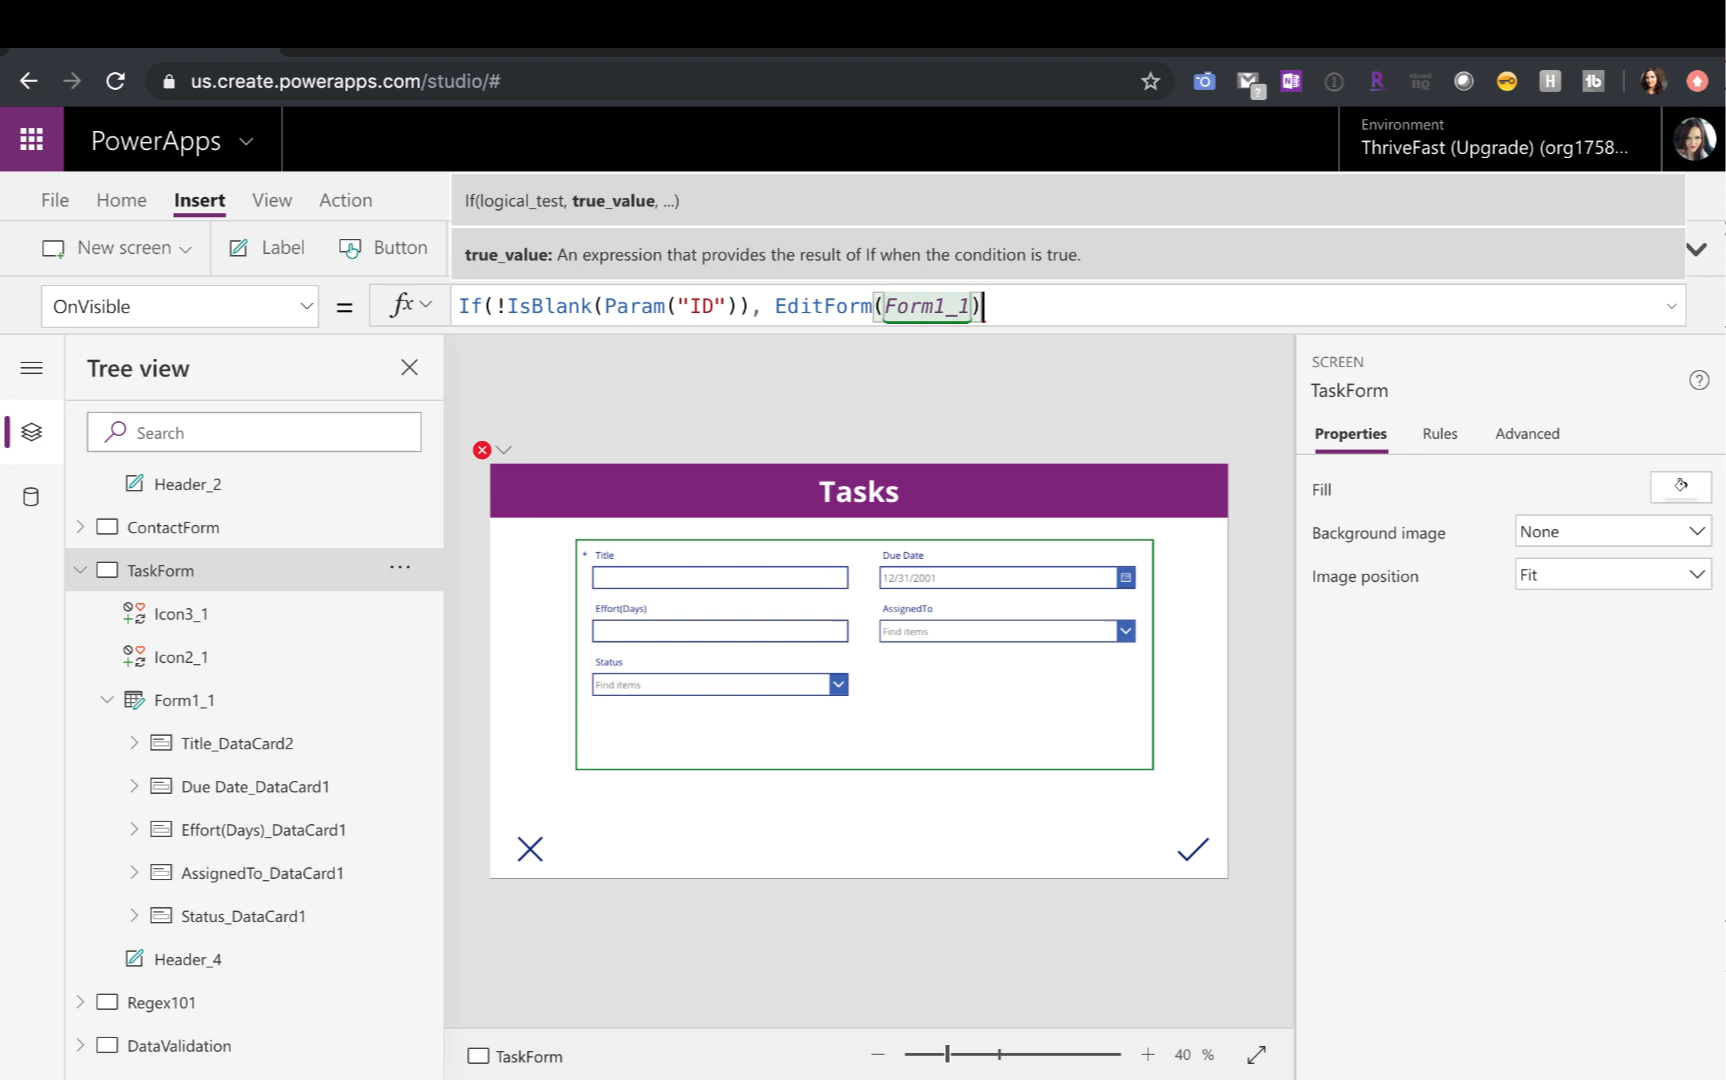 us.create.powerapps.com/studio/#
PowerApps
Environment
ThriveFast (Upgrade) (org1758...
File Home Insert View Action
If(logical_test, true_value, ...)
New screen Label Button
true_value: An expression that provides the result of If when the condition is true.
OnVisible = fx If(!IsBlank(Param("ID")), EditForm(Form1_1)
Tree view
Search
Header_2
ContactForm
TaskForm ...
Icon3_1
Icon2_1
Form1_1
Title_DataCard2
Due Date_DataCard1
Effort(Days)_DataCard1
AssignedTo_DataCard1
Status_DataCard1
Header_4
Regex101
DataValidation
Tasks
* Title
Due Date
12/31/2001
Effort(Days)
AssignedTo
Find items
Status
Find items
TaskForm
40 %
SCREEN
TaskForm
Properties Rules Advanced
Fill
Background image None
Image position Fit